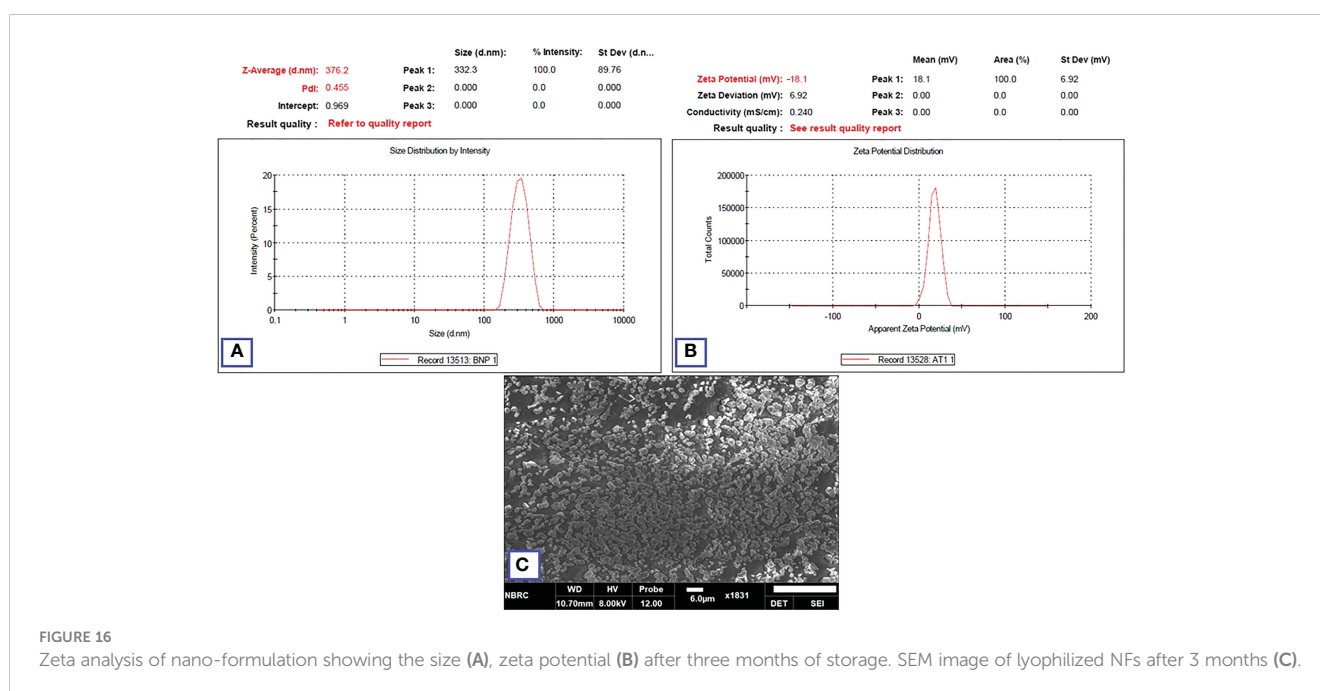 Size (d.nm): % Intensity: St Dev (d.n...
Z-Average (d.nm): 376.2 Peak 1: 332.3 100.0 89.76
PdI: 0.455 Peak 2: 0.000 0.0 0.000
Intercept: 0.969 Peak 3: 0.000 0.0 0.000
Result quality : Refer to quality report
Size Distribution by Intensity
Intensity (Percent)
20
15
10
5
0
0.1 1 10 100 1000 10000
Size (d.nm)
A
Record 13513: BNP 1
Mean (mV) Area (%) St Dev (mV)
Zeta Potential (mV): -18.1 Peak 1: 18.1 100.0 6.92
Zeta Deviation (mV): 6.92 Peak 2: 0.00 0.0 0.00
Conductivity (mS/cm): 0.240 Peak 3: 0.00 0.0 0.00
Result quality : See result quality report
Zeta Potential Distribution
Total Counts
200000
150000
100000
50000
0
-100 0 100 200
Apparent Zeta Potential (mV)
B
Record 13528: AT1 1
C
NBRC WD HV Probe 6.0µm x1831 DET SEI
10.70mm 8.00kV 12.00
FIGURE 16
Zeta analysis of nano-formulation showing the size (A), zeta potential (B) after three months of storage. SEM image of lyophilized NFs after 3 months (C).